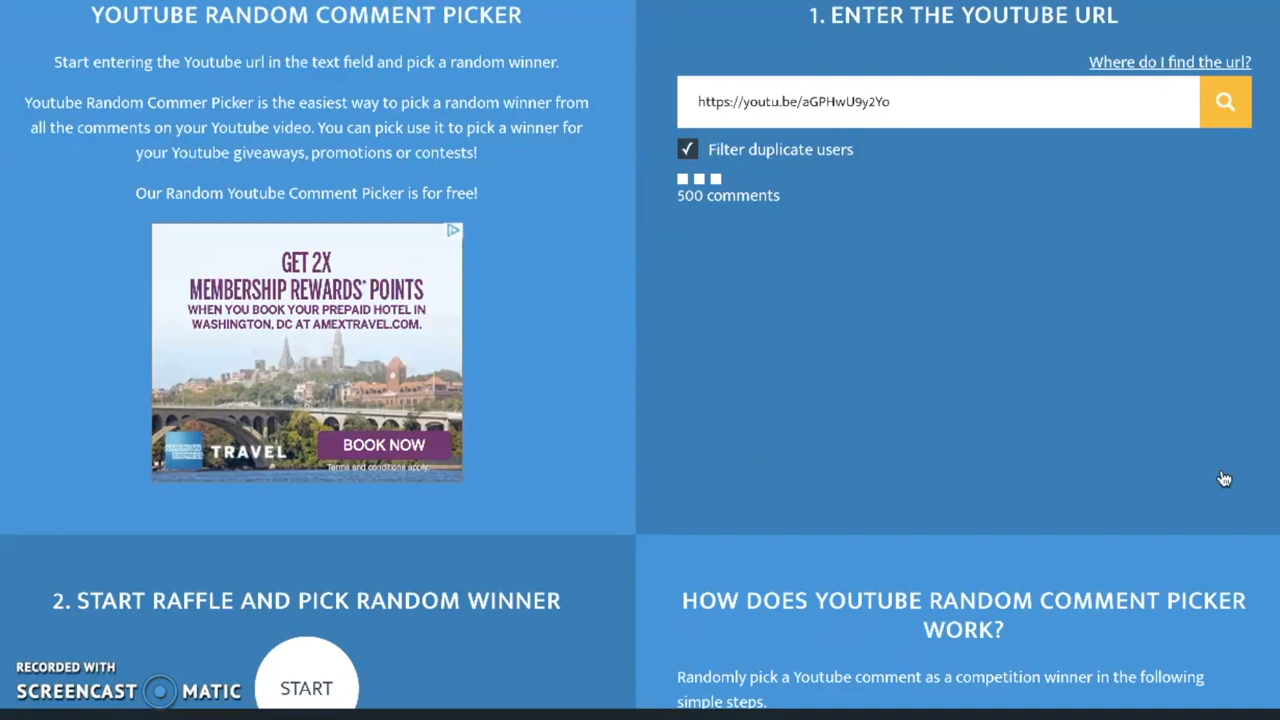 YOUTUBE RANDOM COMMENT PICKER
Start entering the Youtube url in the text field and pick a random winner.
Youtube Random Commer Picker is the easiest way to pick a random winner from
all the comments on your Youtube video. You can pick use it to pick a winner for
your Youtube giveaways, promotions or contests!
Our Random Youtube Comment Picker is for free!
GET 2X
MEMBERSHIP REWARDS® POINTS
WHEN YOU BOOK YOUR PREPAID HOTEL IN
WASHINGTON, DC AT AMEXTRAVEL.COM.
AMERICAN EXPRESS
TRAVEL
BOOK NOW
Terms and conditions apply.
1. ENTER THE YOUTUBE URL
Where do I find the url?
https://youtu.be/aGPHwU9y2Yo
Filter duplicate users
500 comments
2. START RAFFLE AND PICK RANDOM WINNER
START
RECORDED WITH
SCREENCAST MATIC
HOW DOES YOUTUBE RANDOM COMMENT PICKER
WORK?
Randomly pick a Youtube comment as a competition winner in the following
simple steps.